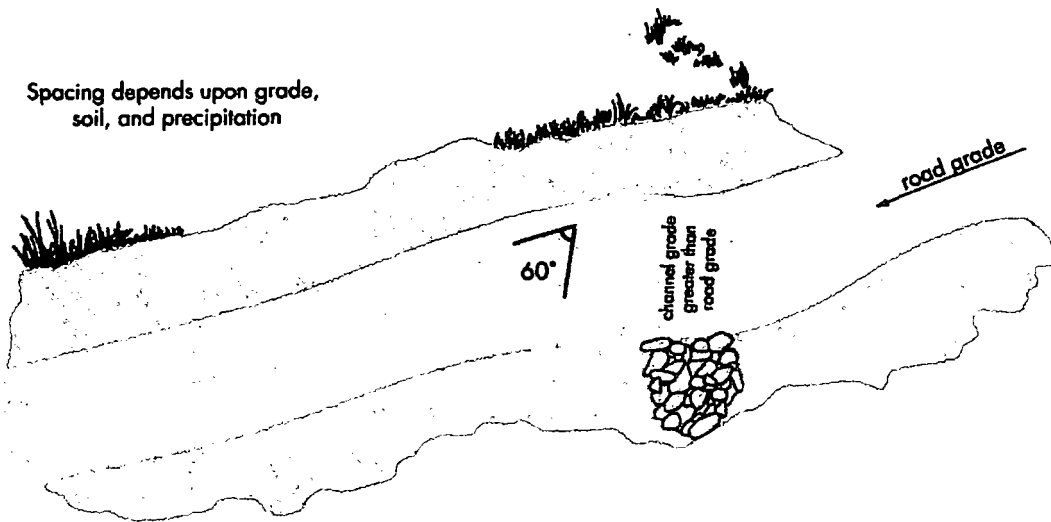 Spacing depends upon grade,
soil, and precipitation
road grade
60°
channel grade
greater than
road grade